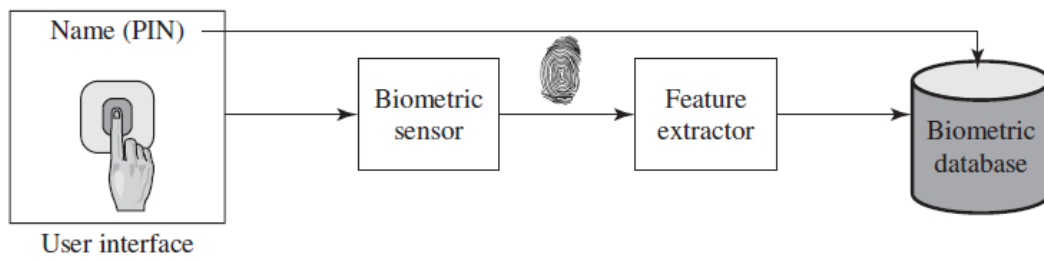 Name (PIN)
Biometric
sensor
Feature
extractor
Biometric
database
User interface